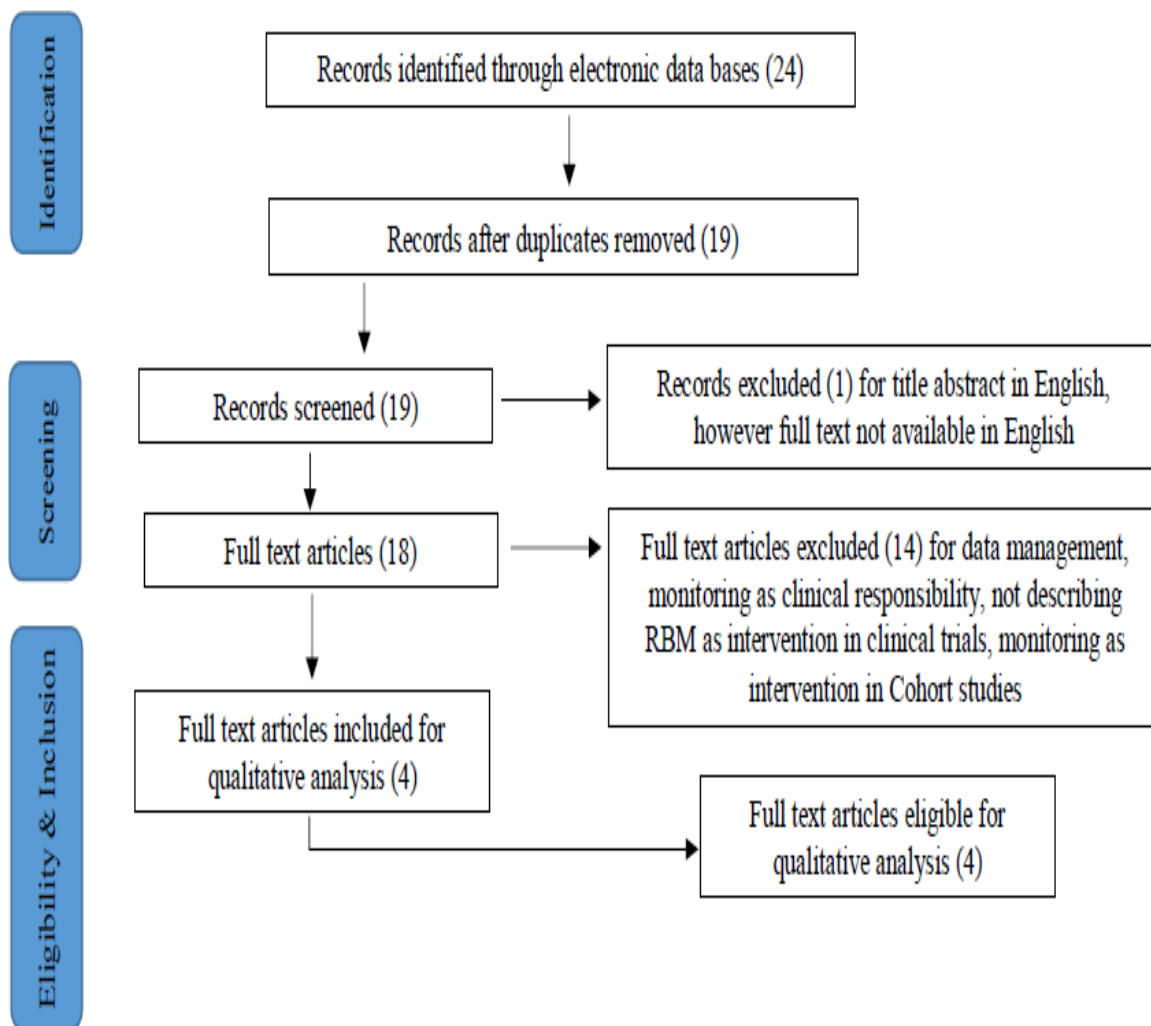 Identification
Records identified through electronic data bases (24)
Records after duplicates removed (19)
Screening
Records screened (19)
Records excluded (1) for title abstract in English,
however full text not available in English
Full text articles (18)
Full text articles excluded (14) for data management,
monitoring as clinical responsibility, not describing
RBM as intervention in clinical trials, monitoring as
intervention in Cohort studies
Eligibility & Inclusion
Full text articles included for
qualitative analysis (4)
Full text articles eligible for
qualitative analysis (4)